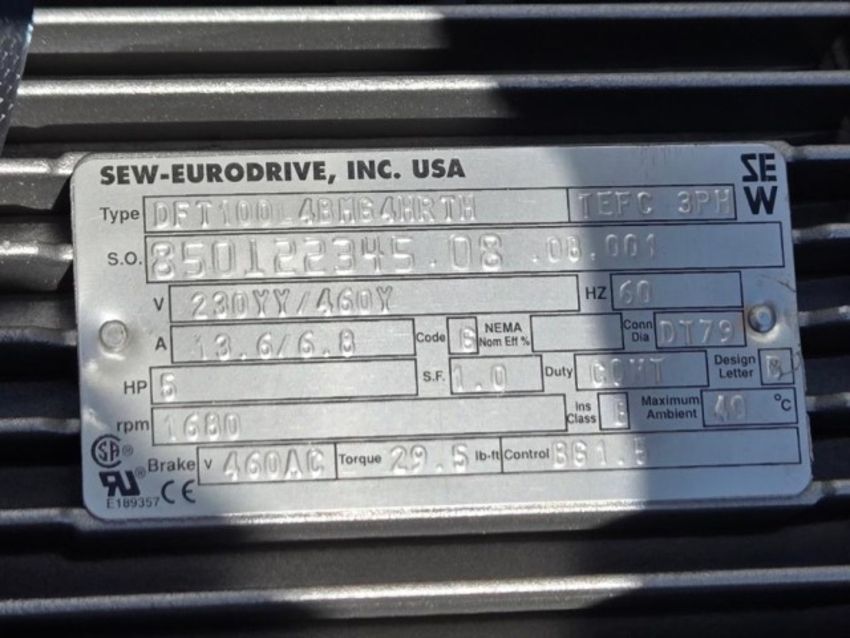 SEW-EURODRIVE, INC. USA SEW
Type DFT100L4BMG4HRTH TEFC 3PH
S.O. 850122345.08 .08.001
V 230YY/460Y HZ 60
A 13.6/6.8 Code NEMA Nom Eff % Conn Dia DT79
HP 5 S.F. 1.0 Duty CONT Design Letter B
rpm 1680 Ins Class Maximum Ambient 40 °C
Brake V 460AC Torque 29.5 lb-ft Control BG1.5
E189357 CE